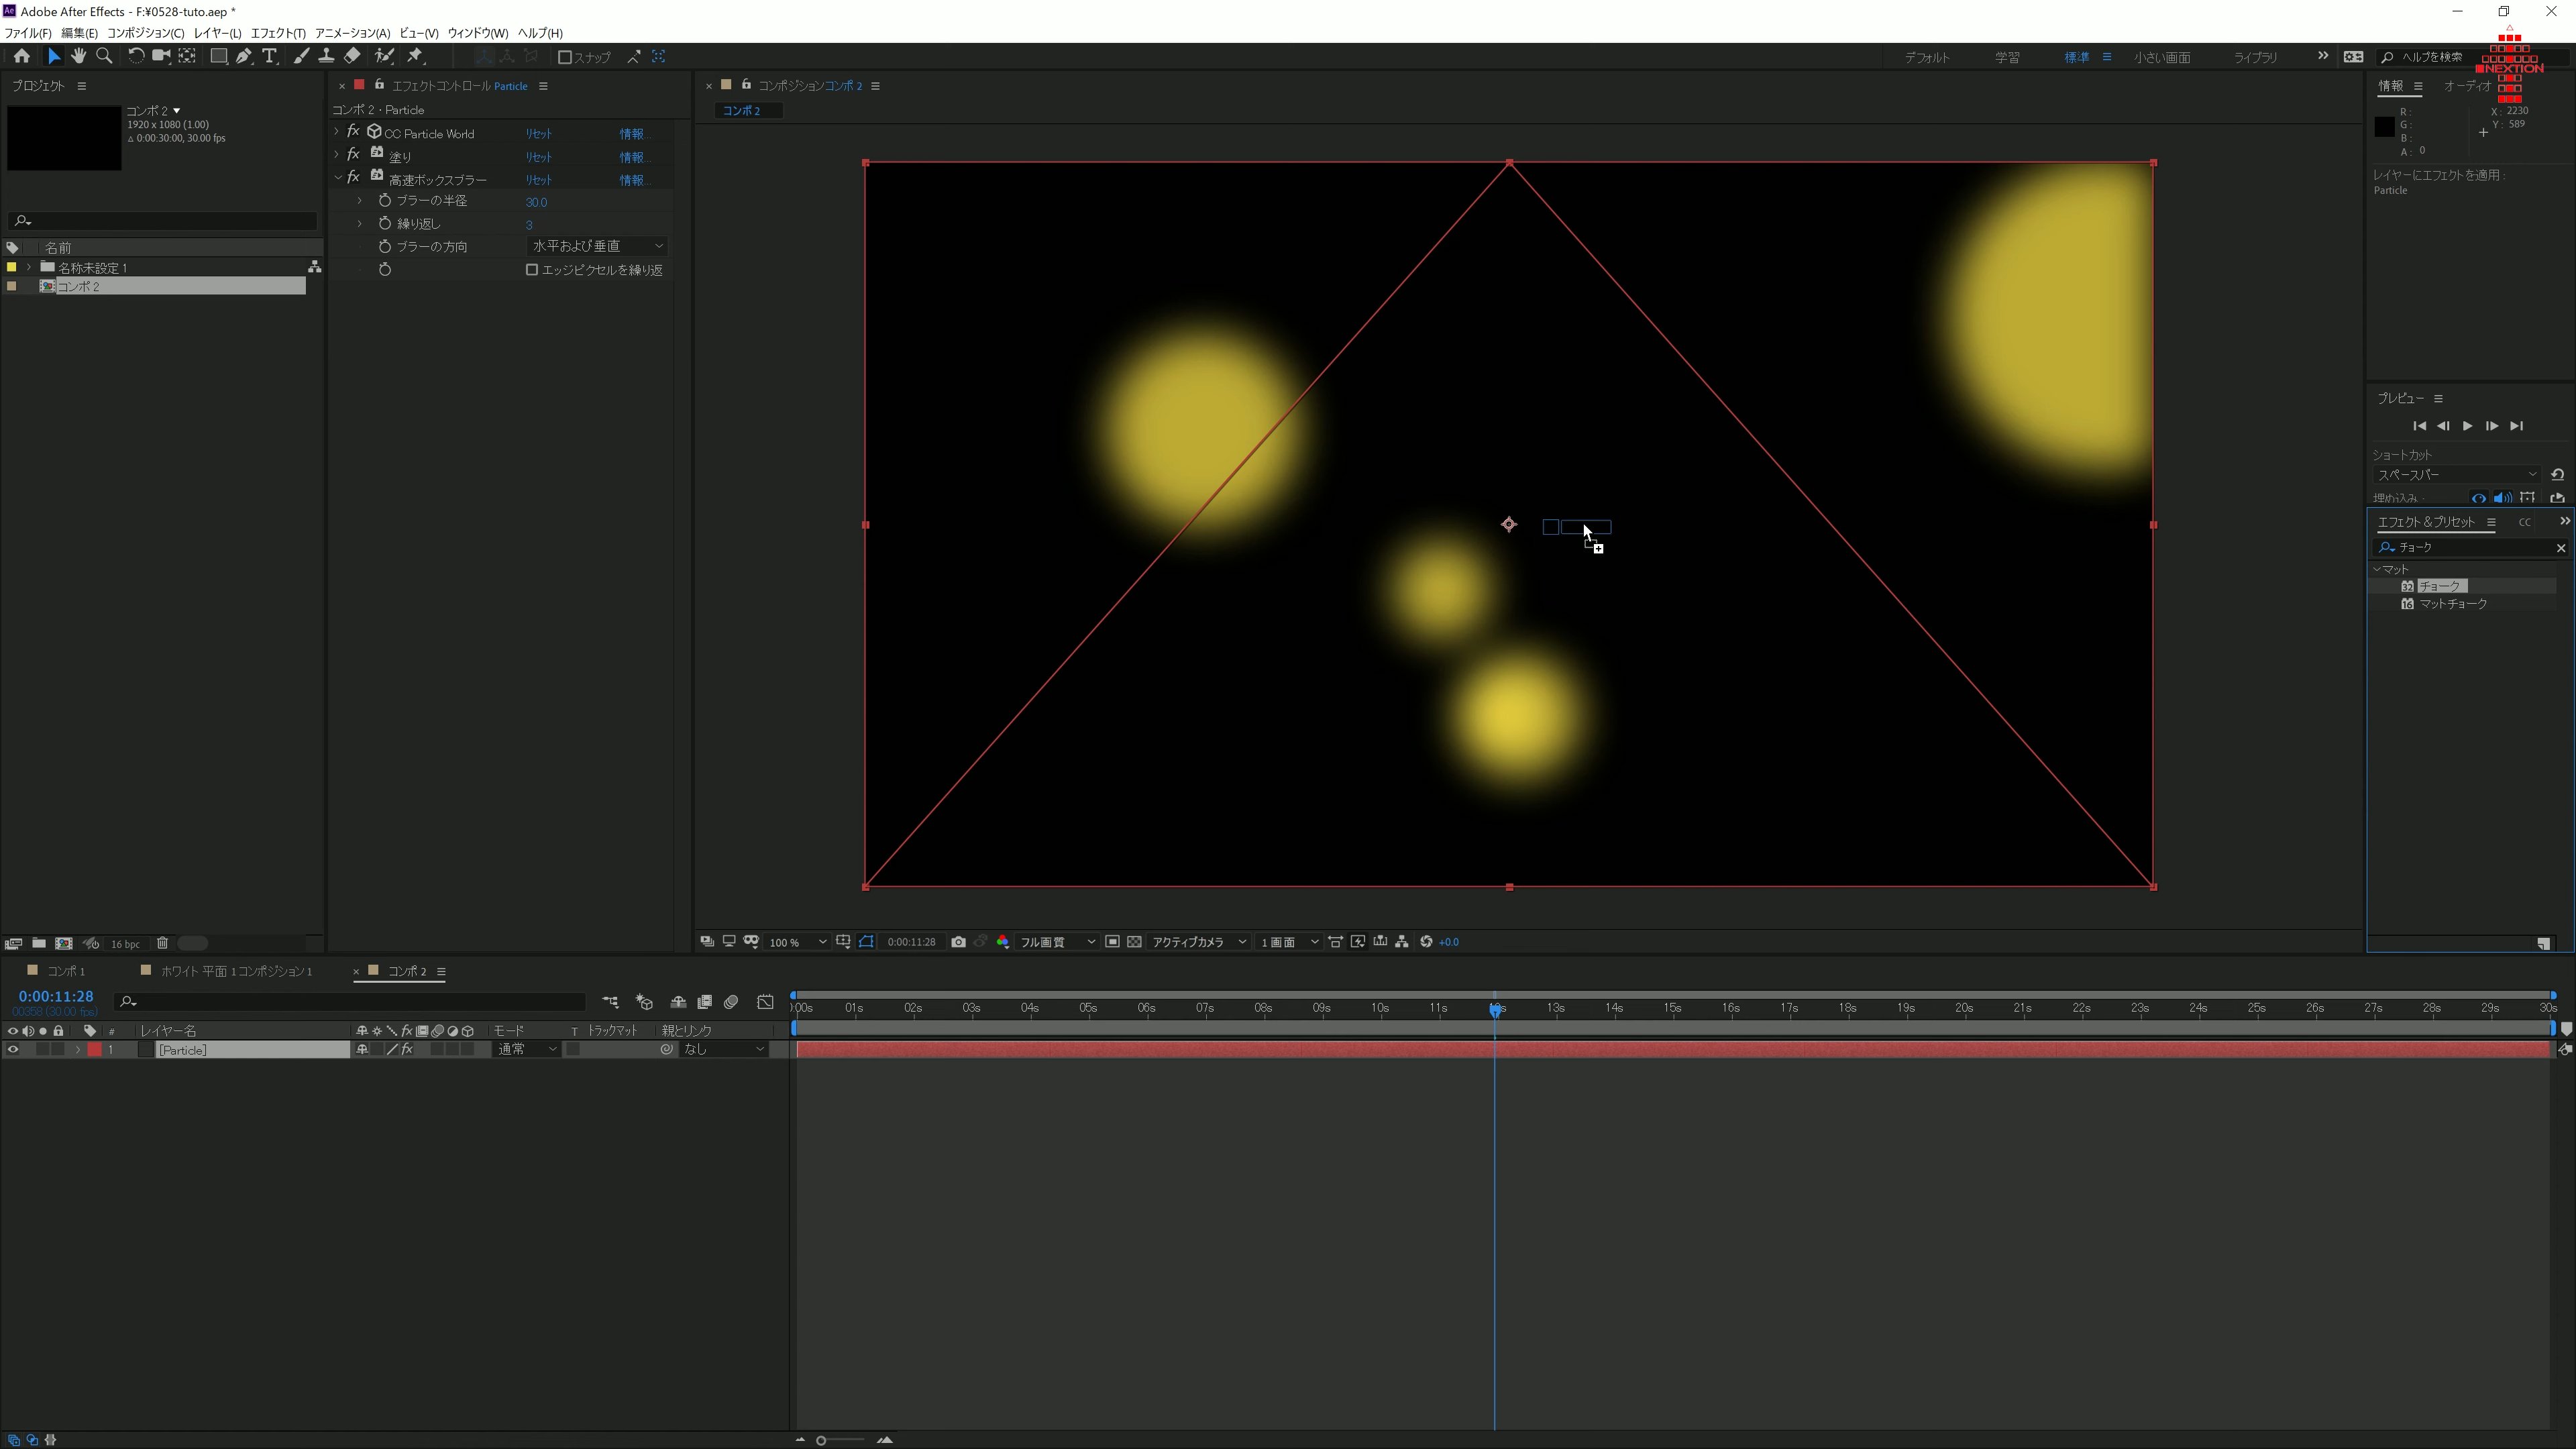 Adobe After Effects - F:¥0528-tuto.aep *
ファイル(F) 編集(E) コンポジション(C) レイヤー(L) エフェクト(T) アニメーション(A) ビュー(V) ウィンドウ(W) ヘルプ(H)
スナップ
デフォルト 学習 標準 小さい画面 ライブラリ
ヘルプを検索
NEXTION
プロジェクト
コンポ 2
1920 x 1080 (1.00)
Δ 0:00:30:00, 30.00 fps
名前
名称未設定 1
コンポ 2
16 bpc
エフェクトコントロール Particle
コンポ 2・Particle
fx CC Particle World リセット 情報...
fx 塗り リセット 情報...
fx 高速ボックスブラー リセット 情報...
ブラーの半径 30.0
繰り返し 3
ブラーの方向 水平および垂直
エッジピクセルを繰り返
コンポジション コンポ 2
コンポ 2
100 %
0:00:11:28
フル画質
アクティブカメラ
1 画面
+0.0
情報 オーディオ
R :
G :
B :
A : 0
X : 2230
Y : 589
レイヤーにエフェクトを適用 :
Particle
プレビュー
ショートカット
スペースバー
埋め込み :
エフェクト＆プリセット CC
チョーク
マット
32 チョーク
16 マットチョーク
コンポ 1 ホワイト 平面 1 コンポジション 1 コンポ 2
0:00:11:28
00358 (30.00 fps)
:00s 01s 02s 03s 04s 05s 06s 07s 08s 09s 10s 11s 13s 14s 15s 16s 17s 18s 19s 20s 21s 22s 23s 24s 25s 26s 27s 28s 29s 30s
# レイヤー名 fx モード T トラックマット 親とリンク
1 [Particle] fx 通常 なし